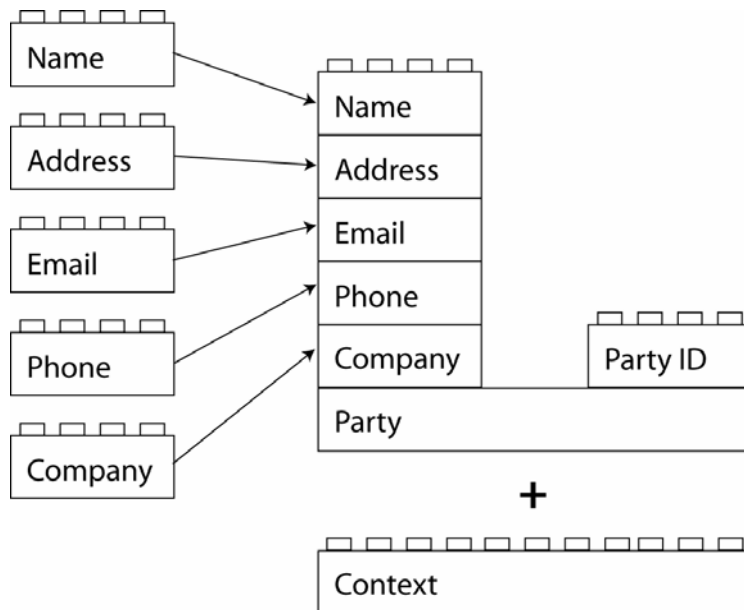 Name
Address
Email
Phone
Company
Name
Address
Email
Phone
Company
Party ID
Party
+
Context